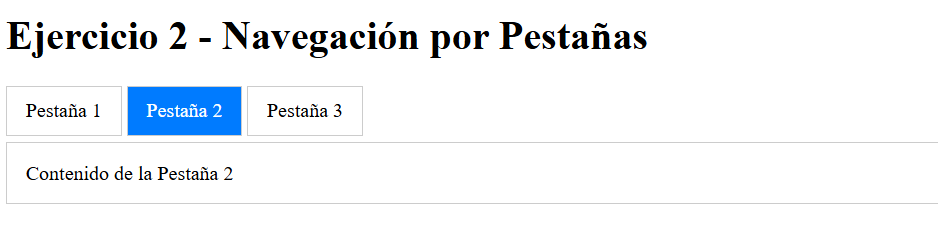 Ejercicio 2 - Navegación por Pestañas
Pestaña 1 Pestaña 2 Pestaña 3
Contenido de la Pestaña 2